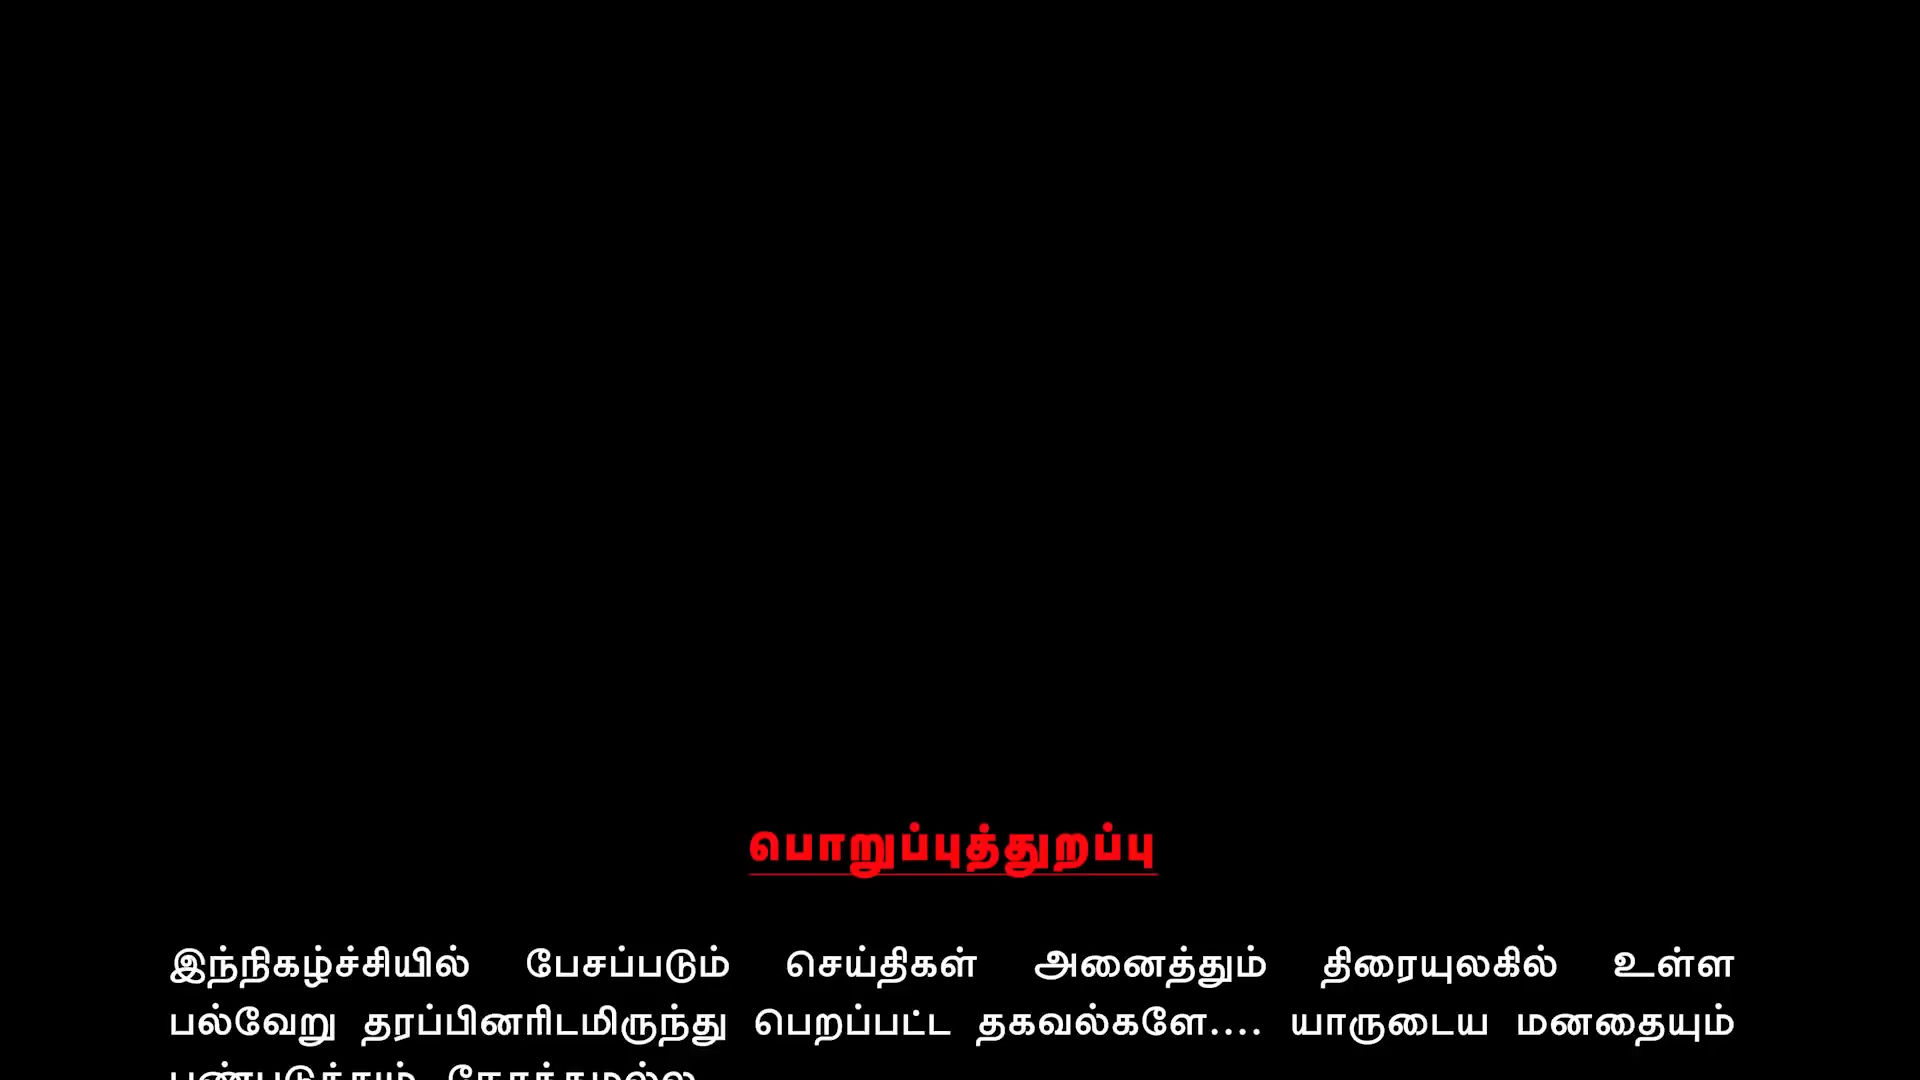 பொறுப்புத்துறப்பு
இந்நிகழ்ச்சியில் பேசப்படும் செய்திகள் அனைத்தும் திரையுலகில் உள்ள
பல்வேறு தரப்பினரிடமிருந்து பெறப்பட்ட தகவல்களே.... யாருடைய மனதையும்